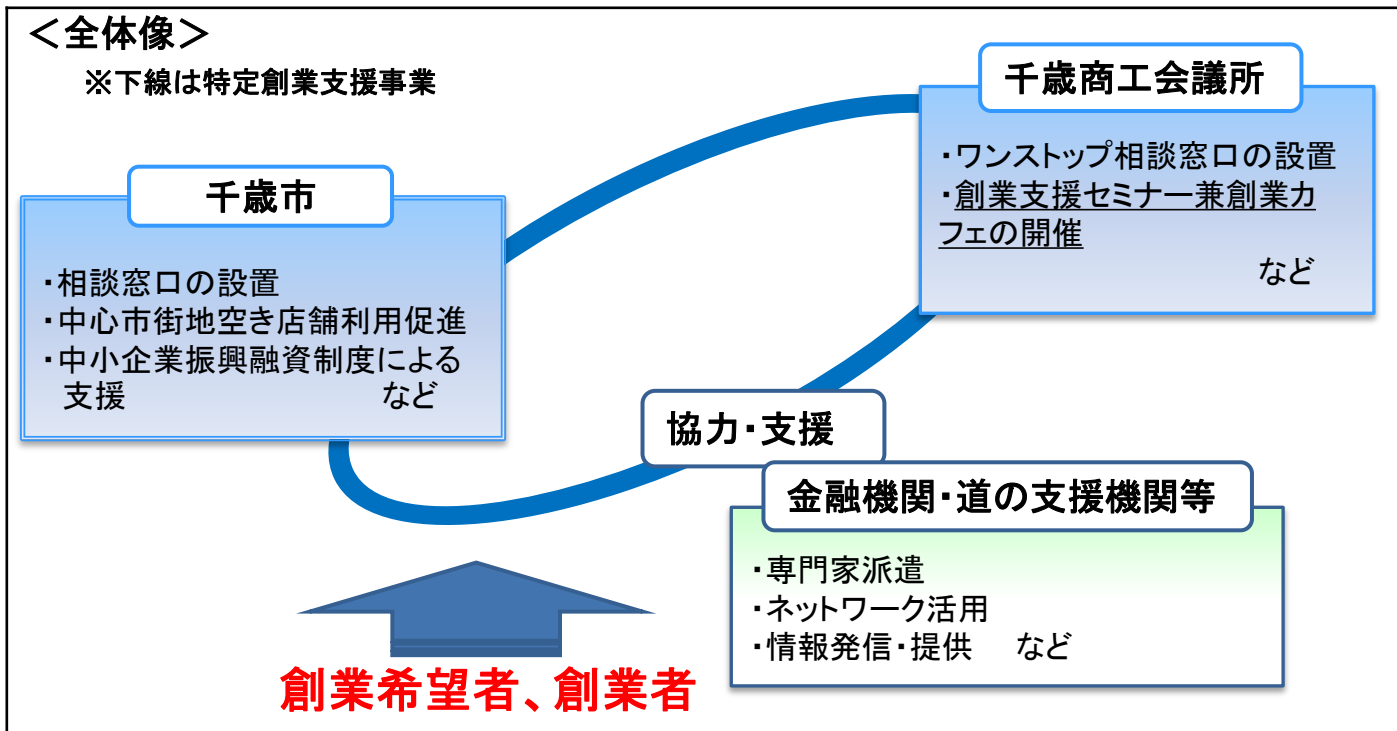 ＜全体像＞
※下線は特定創業支援事業
千歳商工会議所
・ワンストップ相談窓口の設置
・創業支援セミナー兼創業カ
フェの開催
など
千歳市
・相談窓口の設置
・中心市街地空き店舗利用促進
・中小企業振興融資制度による
支援　など
協力・支援
金融機関・道の支援機関等
・専門家派遣
・ネットワーク活用
・情報発信・提供　など
創業希望者、創業者